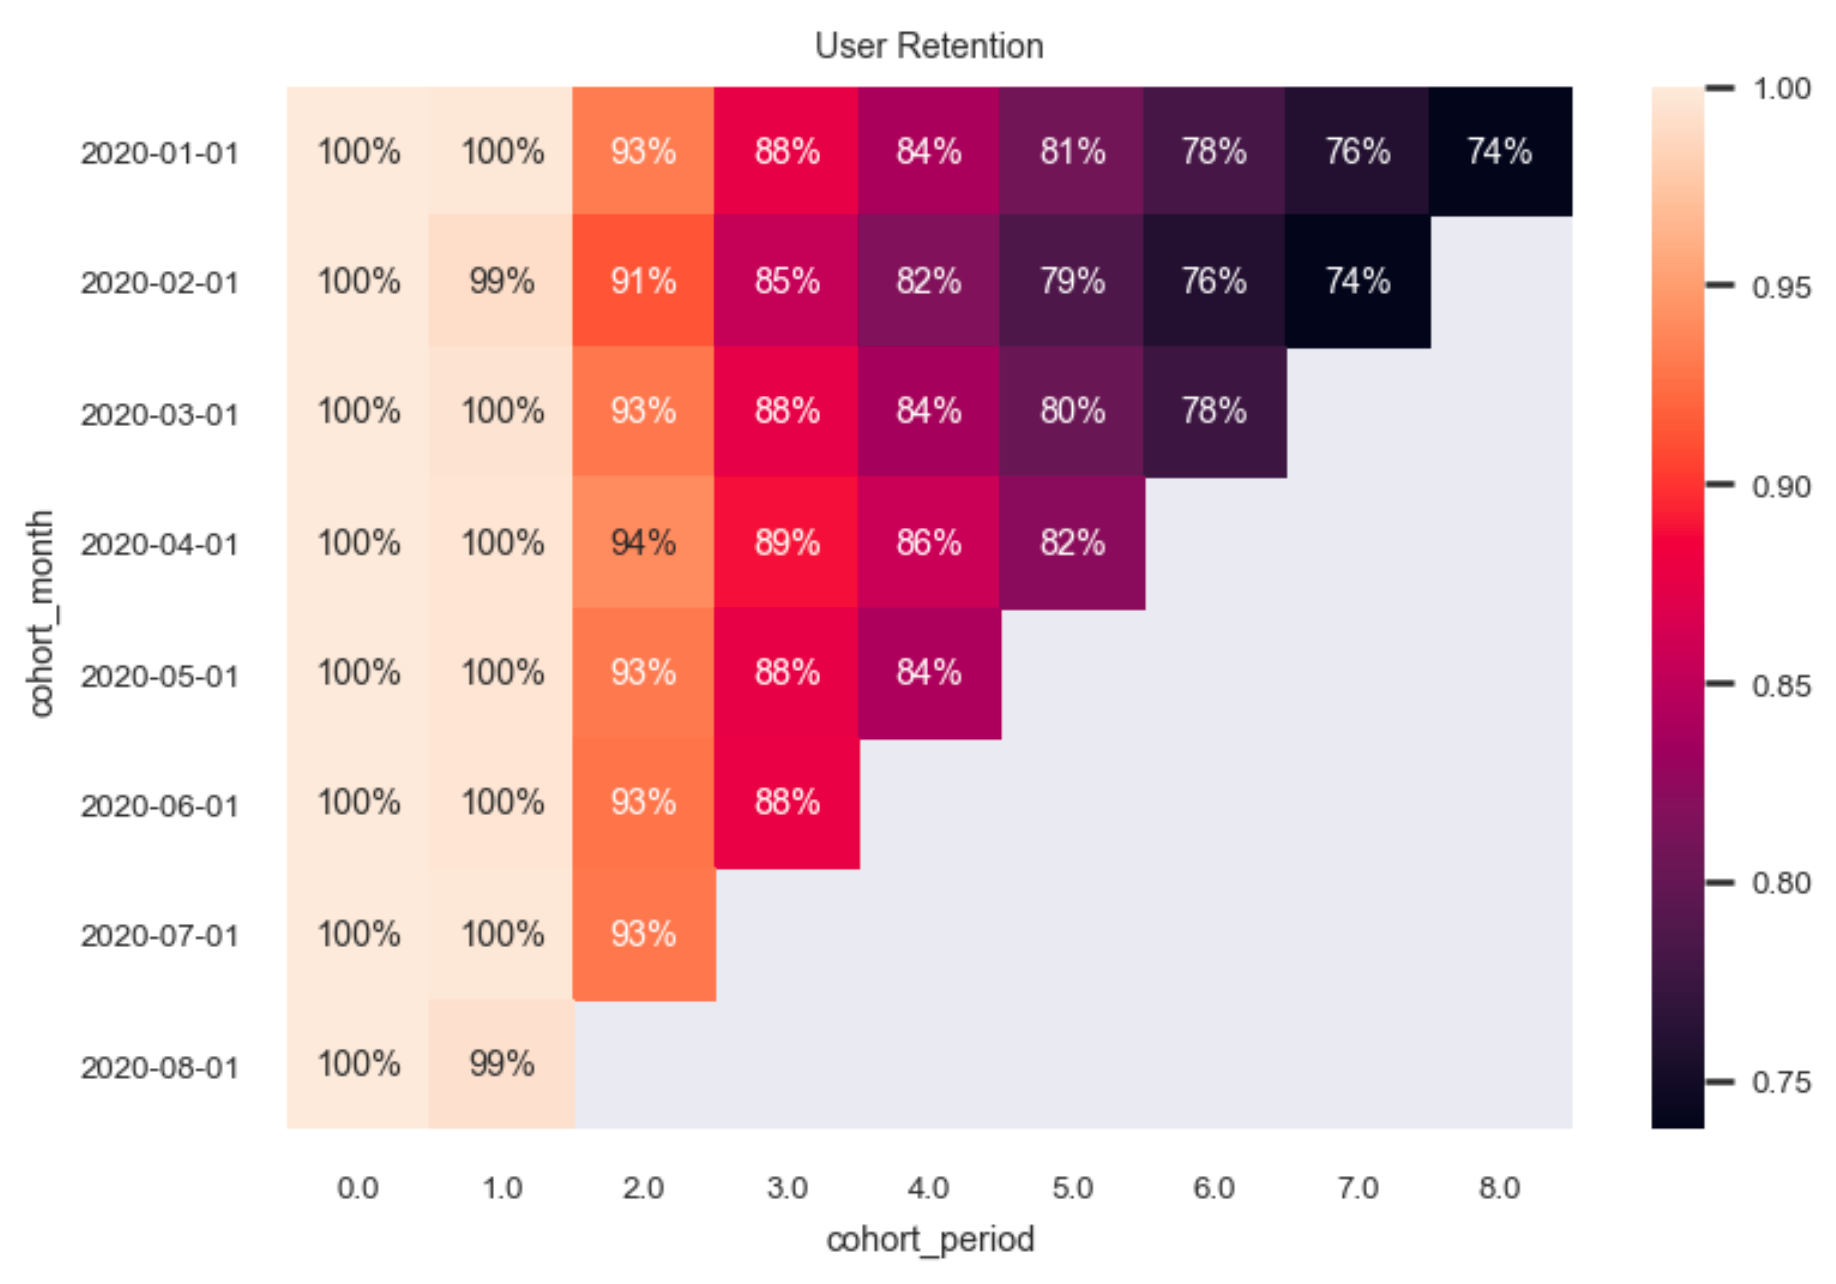 User Retention
2020-01-01 100% 100% 93% 88% 84% 81% 78% 76% 74%
2020-02-01 100% 99% 91% 85% 82% 79% 76% 74%
2020-03-01 100% 100% 93% 88% 84% 80% 78%
2020-04-01 100% 100% 94% 89% 86% 82%
2020-05-01 100% 100% 93% 88% 84%
2020-06-01 100% 100% 93% 88%
2020-07-01 100% 100% 93%
2020-08-01 100% 99%
cohort_month
0.0 1.0 2.0 3.0 4.0 5.0 6.0 7.0 8.0
cohort_period
1.00
0.95
0.90
0.85
0.80
0.75